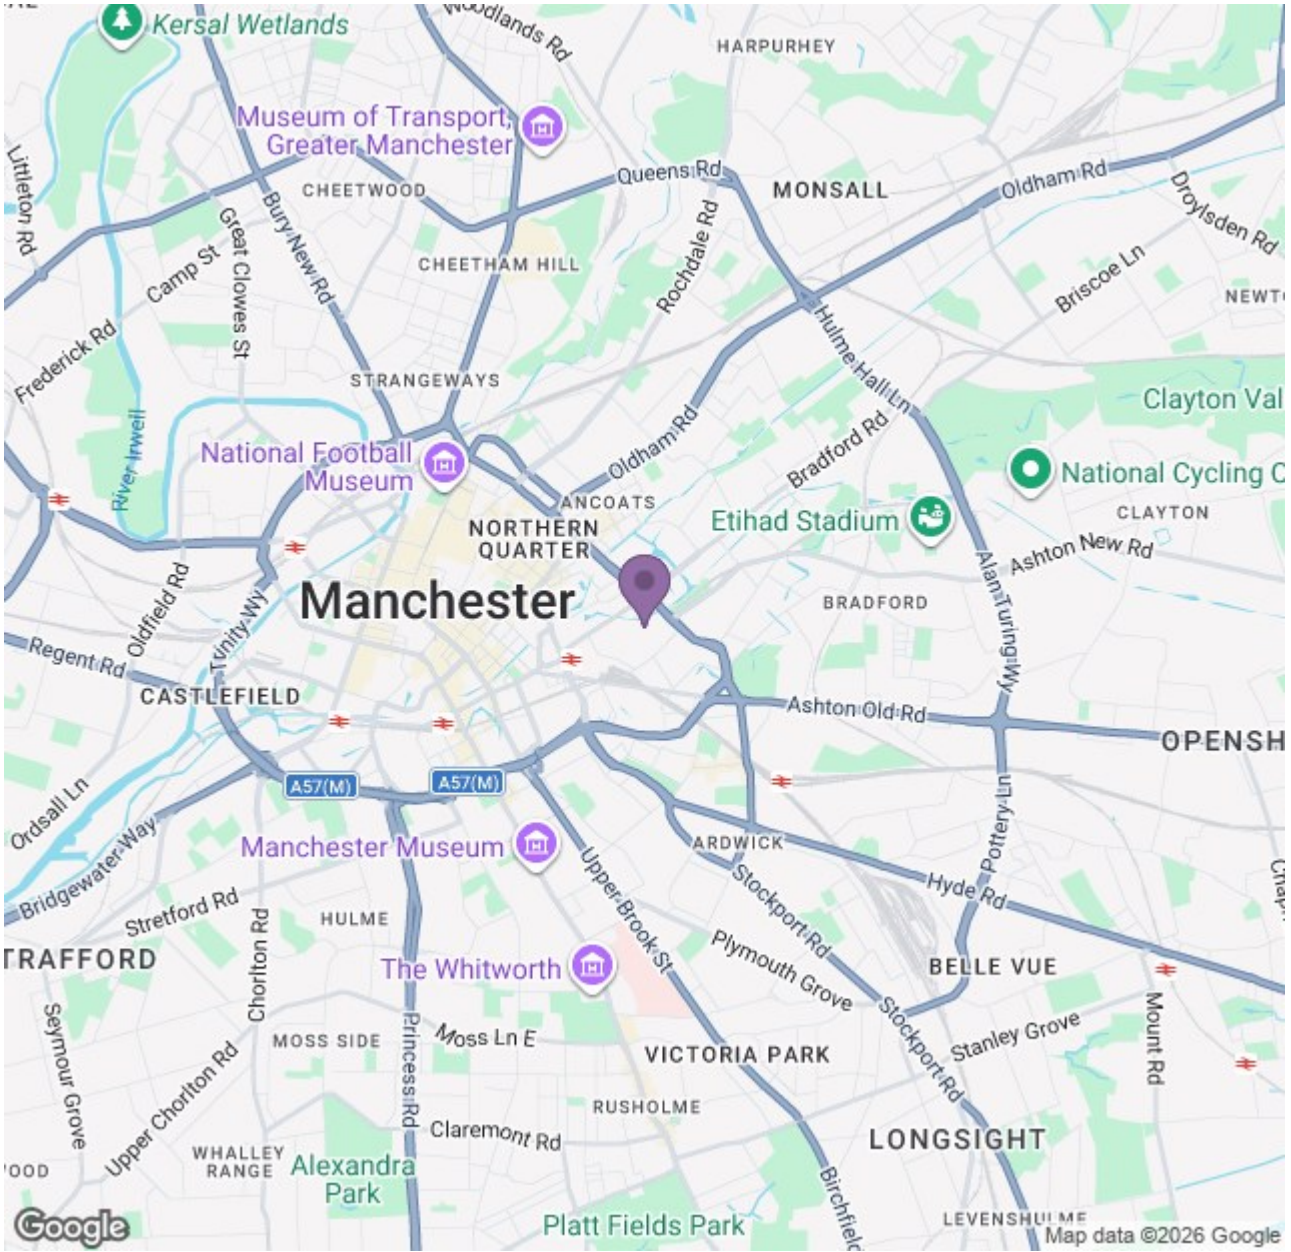 Kersal Wetlands
Woodlands Rd
HARPURHEY
Museum of Transport,
Greater Manchester
Littleton Rd
CHEETWOOD
Queens Rd
MONSALL
Oldham Rd
Droylsden Rd
Bury New Rd
Great Clowes St
Camp St
CHEETHAM HILL
Rochdale Rd
Briscoe Ln
Frederick Rd
Hulme Hall Ln
STRANGEWAYS
Clayton Val
River Irwell
National Football
Museum
Oldham Rd
Bradford Rd
National Cycling C
ANCOATS
NORTHERN
QUARTER
Etihad Stadium
CLAYTON
Ashton New Rd
Oldfield Rd
Manchester
BRADFORD
Trinity Wy
Alan Turing Way
Regent Rd
CASTLEFIELD
Ashton Old Rd
OPENSH
Ordsall Ln
A57(M)
A57(M)
Pottery Ln
Manchester Museum
ARDWICK
Bridgewater Way
Upper Brook St
Hyde Rd
Stretford Rd
HULME
Chorlton Rd
Stockport Rd
TRAFFORD
The Whitworth
Plymouth Grove
BELLE VUE
Seymour Grove
Princess Rd
MOSS SIDE
Moss Ln E
VICTORIA PARK
Stockport Rd
Stanley Grove
Mount Rd
Upper Chorlton Rd
RUSHOLME
Claremont Rd
LONGSIGHT
WHALLEY
RANGE
Alexandra
Park
Birchfield
Platt Fields Park
LEVENSHULME
Google
Map data ©2026 Google